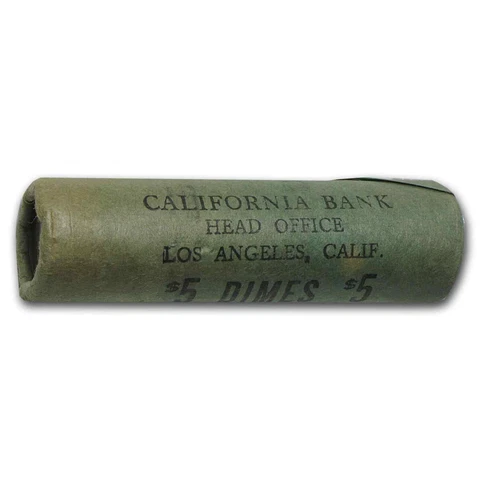 CALIFORNIA BANK
HEAD OFFICE
LOS ANGELES, CALIF.
$5 DIMES $5